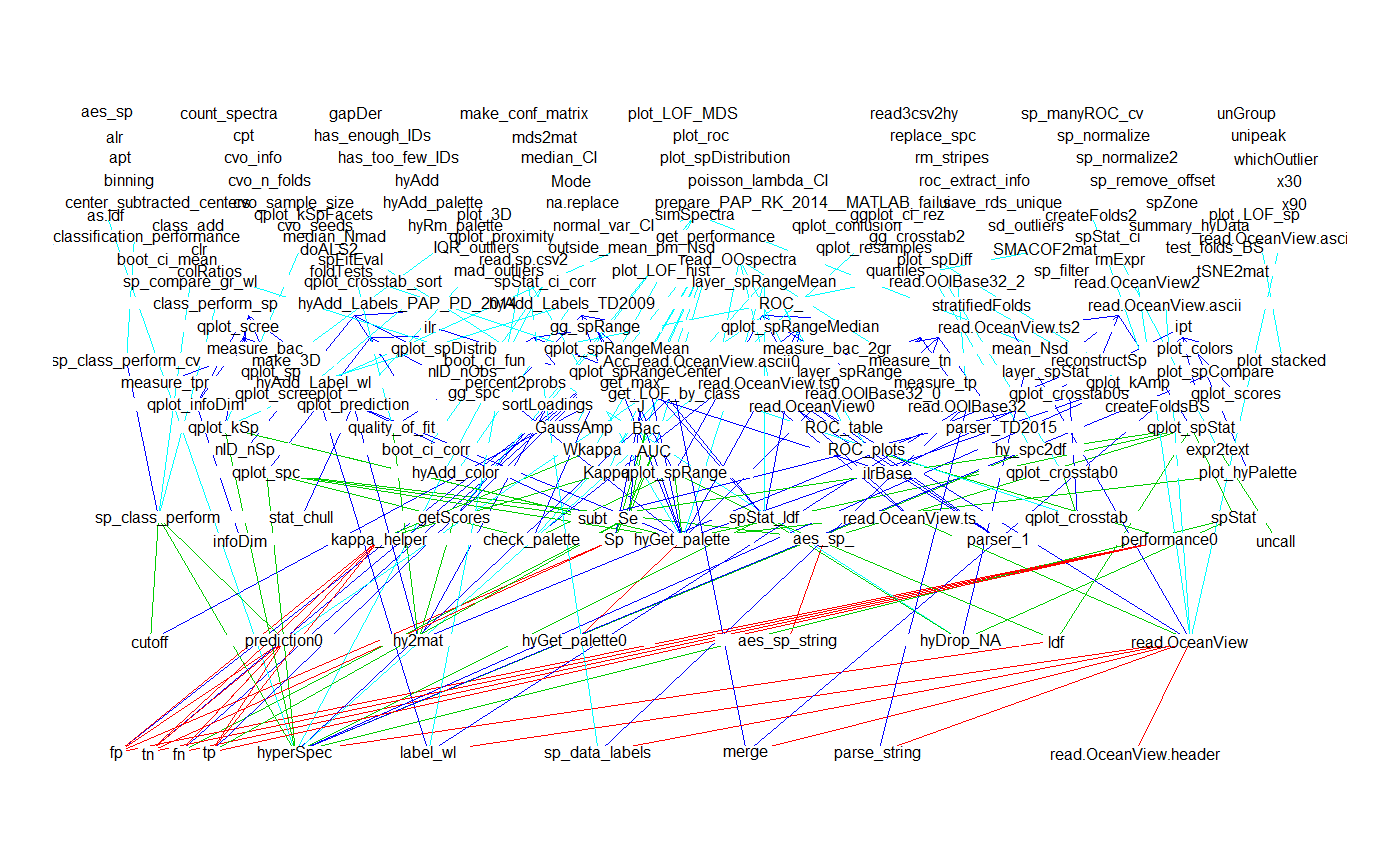 aes_sp
count_spectra
gapDer
make_conf_matrix
plot_LOF_MDS
read3csv2hy
sp_manyROC_cv
unGroup
alr
cpt
has_enough_IDs
mds2mat
plot_roc
replace_spc
sp_normalize
unipeak
apt
cvo_info
has_too_few_IDs
median_CI
plot_spDistribution
rm_stripes
sp_normalize2
whichOutlier
binning
cvo_n_folds
hyAdd
Mode
poisson_lambda_CI
roc_extract_info
sp_remove_offset
x30
center_subtracted_centers
cvo_sample_size
hyAdd_palette
na.replace
prepare_PAP_RK_2014__MATLAB_failus
save_rds_unique
spZone
x90
as.ldf
qplot_kSpFacets
plot_3D
simSpectra
ggplot_ci_rez
createFolds2
plot_LOF_sp
class_add
cvo_seeds
hyRm_palette
normal_var_CI
qplot_confusion
sd_outliers
summary_hyData
classification_performance
median_Nmad
qplot_proximity
get_performance
gg_crosstab2
spStat_ci
read.OceanView.asci
clr
doALS2
IQR_outliers
outside_mean_pm_Nsd
qplot_resamples
SMACOF2mat
test_folds_BS
boot_ci_mean
spFitEval
read.sp.csv2
read_OOspectra
plot_spDiff
rmExpr
colRatios
foldTests
mad_outliers
plot_LOF_hist
quartiles
sp_filter
tSNE2mat
sp_compare_gr_wl
qplot_crosstab_sort
spStat_ci_corr
layer_spRangeMean
read.OOIBase32_2
read.OceanView2
class_perform_sp
hyAdd_Labels_PAP_PD_2014
hyAdd_Labels_TD2009
ROC_
stritifiedFolds
read.OceanView.ascii
qplot_scree
ilr
gg_spRange
qplot_spRangeMedian
read.OceanView.ts2
ipt
measure_bac
qplot_spDistrib
qplot_spRangeMean
measure_bac_2gr
mean_Nsd
plot_colors
sp_class_perform_cv
make_3D
boot_ci_fun
Acc
read.OceanView.ascii0
measure_tn
reconstructSp
plot_stacked
qplot_sp
nID_nObs
qplot_spRangeCenter
layer_spRange
layer_spStat
plot_spCompare
measure_tpr
hyAdd_Label_wl
percent2probs
get_max
read.OceanView.ts0
measure_tp
qplot_kAmp
qplot_screeplot
gg_spc
get_LOF_by_class
read.OOIBase32_0
qplot_crosstab0s
qplot_scores
qplot_infoDim
qplot_prediction
sortLoadings
read.OceanView0
read.OOIBase32
createFoldsBS
qplot_kSp
quality_of_fit
GaussAmp
Bac
ROC_table
parser_TD2015
qplot_spStat
nID_nSp
boot_ci_corr
Wkappa
AUC
ROC_plots
hy_spc2df
expr2text
qplot_spc
hyAdd_color
Kappa
qplot_spRange
ilrBase
qplot_crosstab0
plot_hyPalette
sp_class_perform
stat_chull
getScores
subt_
Se
spStat_ldf
read.OceanView.ts
qplot_crosstab
spStat
infoDim
kappa_helper
check_palette
Sp
hyGet_palette
aes_sp_
parser_1
performance0
uncall
cutoff
prediction0
hy2mat
hyGet_palette0
aes_sp_string
hyDrop_NA
ldf
read.OceanView
fp
tn
fn
tp
hyperSpec
label_wl
sp_data_labels
merge
parse_string
read.OceanView.header